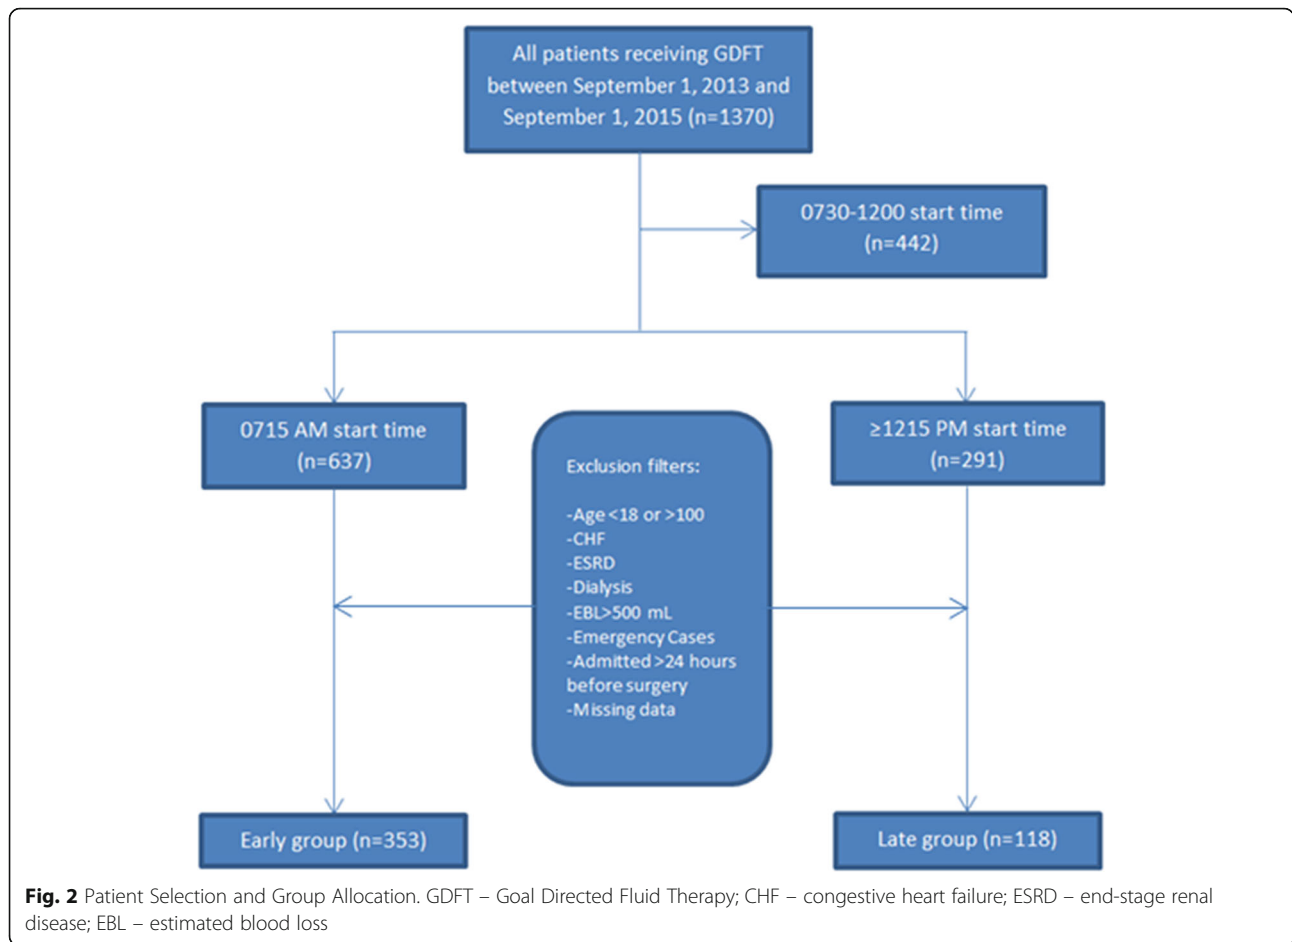 All patients receiving GDFT
between September 1, 2013 and
September 1, 2015 (n=1370)
0730-1200 start time
(n=442)
0715 AM start time
(n=637)
≥1215 PM start time
(n=291)
Exclusion filters:
-Age <18 or >100
-CHF
-ESRD
-Dialysis
-EBL>500 mL
-Emergency Cases
-Admitted >24 hours
before surgery
-Missing data
Early group (n=353)
Late group (n=118)
Fig. 2 Patient Selection and Group Allocation. GDFT – Goal Directed Fluid Therapy; CHF – congestive heart failure; ESRD – end-stage renal
disease; EBL – estimated blood loss